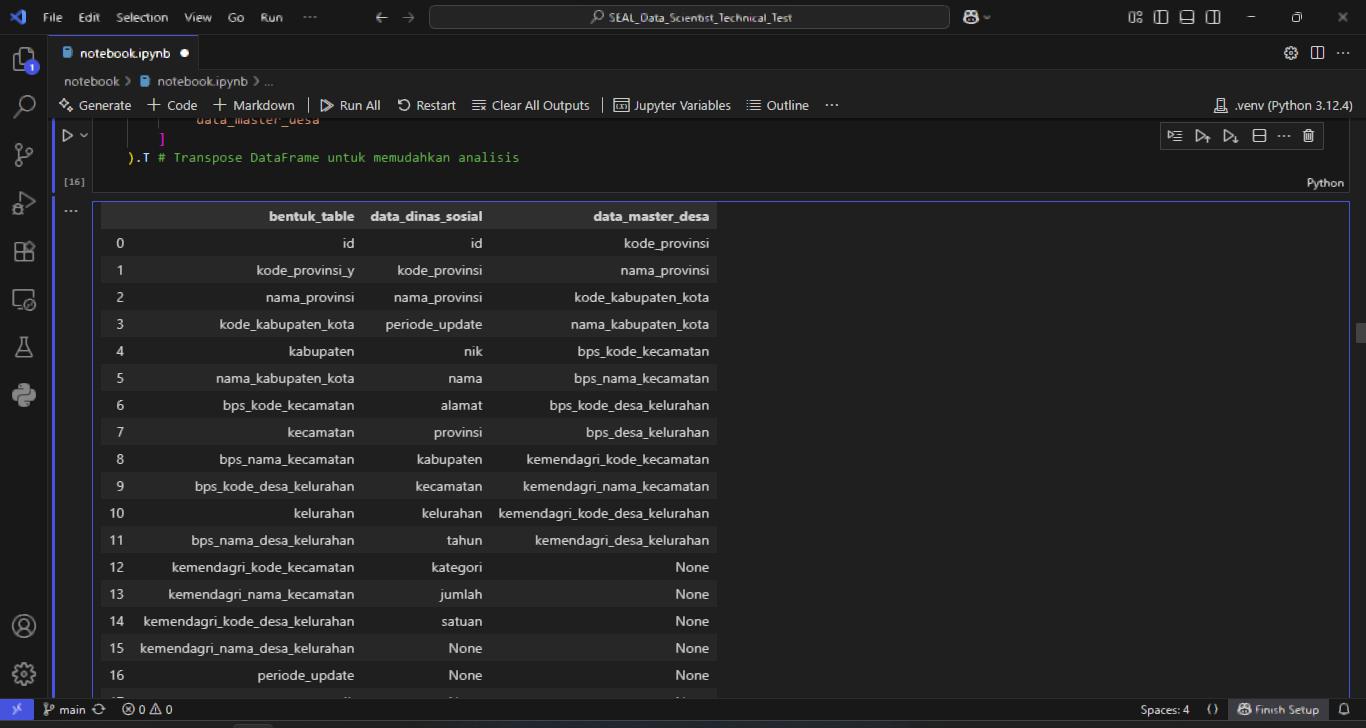 File Edit Selection View Go Run ··· SEAL_Data_Scientist_Technical_Test
1
notebook.ipynb
notebook > notebook.ipynb > ...
Generate + Code + Markdown Run All Restart Clear All Outputs Jupyter Variables Outline ··· .venv (Python 3.12.4)
data_master_desa
]
).T # Transpose DataFrame untuk memudahkan analisis
[16] Python
bentuk_table data_dinas_sosial data_master_desa
0 id id kode_provinsi
1 kode_provinsi_y kode_provinsi nama_provinsi
2 nama_provinsi nama_provinsi kode_kabupaten_kota
3 kode_kabupaten_kota periode_update nama_kabupaten_kota
4 kabupaten nik bps_kode_kecamatan
5 nama_kabupaten_kota nama bps_nama_kecamatan
6 bps_kode_kecamatan alamat bps_kode_desa_kelurahan
7 kecamatan provinsi bps_desa_kelurahan
8 bps_nama_kecamatan kabupaten kemendagri_kode_kecamatan
9 bps_kode_desa_kelurahan kecamatan kemendagri_nama_kecamatan
10 kelurahan kelurahan kemendagri_kode_desa_kelurahan
11 bps_nama_desa_kelurahan tahun kemendagri_desa_kelurahan
12 kemendagri_kode_kecamatan kategori None
13 kemendagri_nama_kecamatan jumlah None
14 kemendagri_kode_desa_kelurahan satuan None
15 kemendagri_nama_desa_kelurahan None None
16 periode_update None None
main 0 0 Spaces: 4 {} Finish Setup